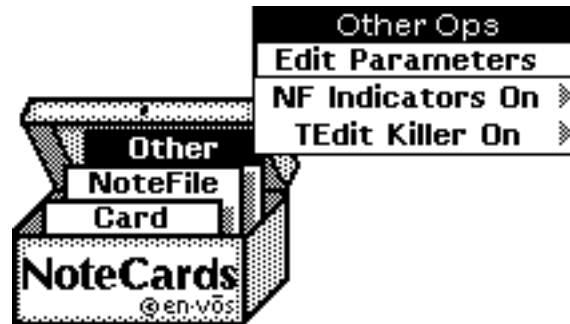 Other Ops
Edit Parameters
NF Indicators On
TEdit Killer On
Other
NoteFile
Card
NoteCards
©en·vōs